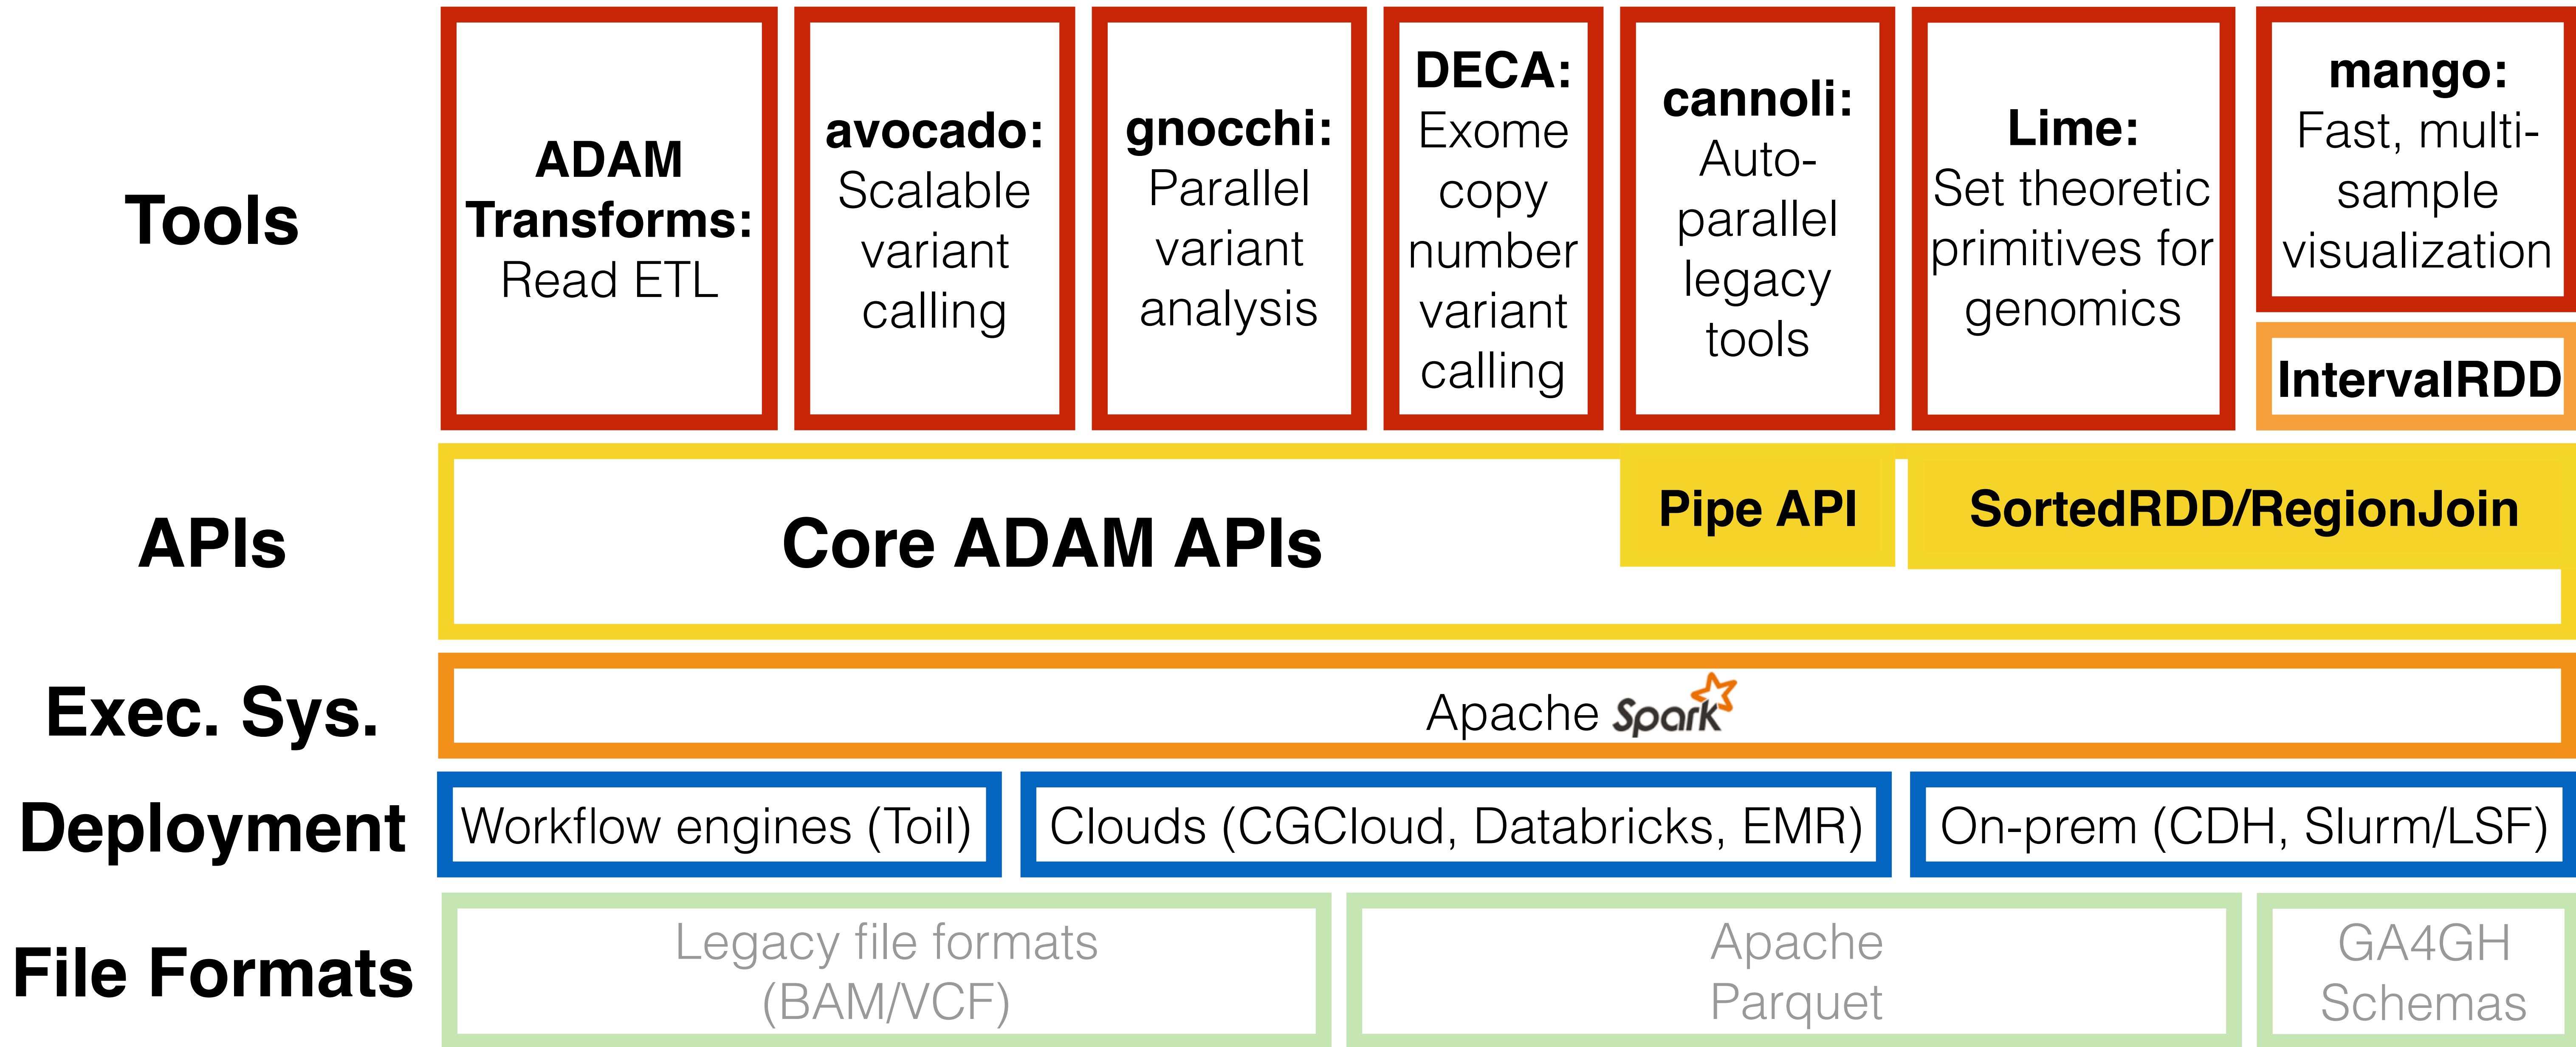 Tools
ADAM
Transforms:
Read ETL
avocado:
Scalable
variant
calling
gnocchi:
Parallel
variant
analysis
DECA:
Exome
copy
number
variant
calling
cannoli:
Auto-
parallel
legacy
tools
Lime:
Set theoretic
primitives for
genomics
mango:
Fast, multi-
sample
visualization
IntervalRDD
APIs
Core ADAM APIs
Pipe API
SortedRDD/RegionJoin
Exec. Sys.
Apache Spark
Deployment
Workflow engines (Toil)
Clouds (CGCloud, Databricks, EMR)
On-prem (CDH, Slurm/LSF)
File Formats
Legacy file formats
(BAM/VCF)
Apache
Parquet
GA4GH
Schemas